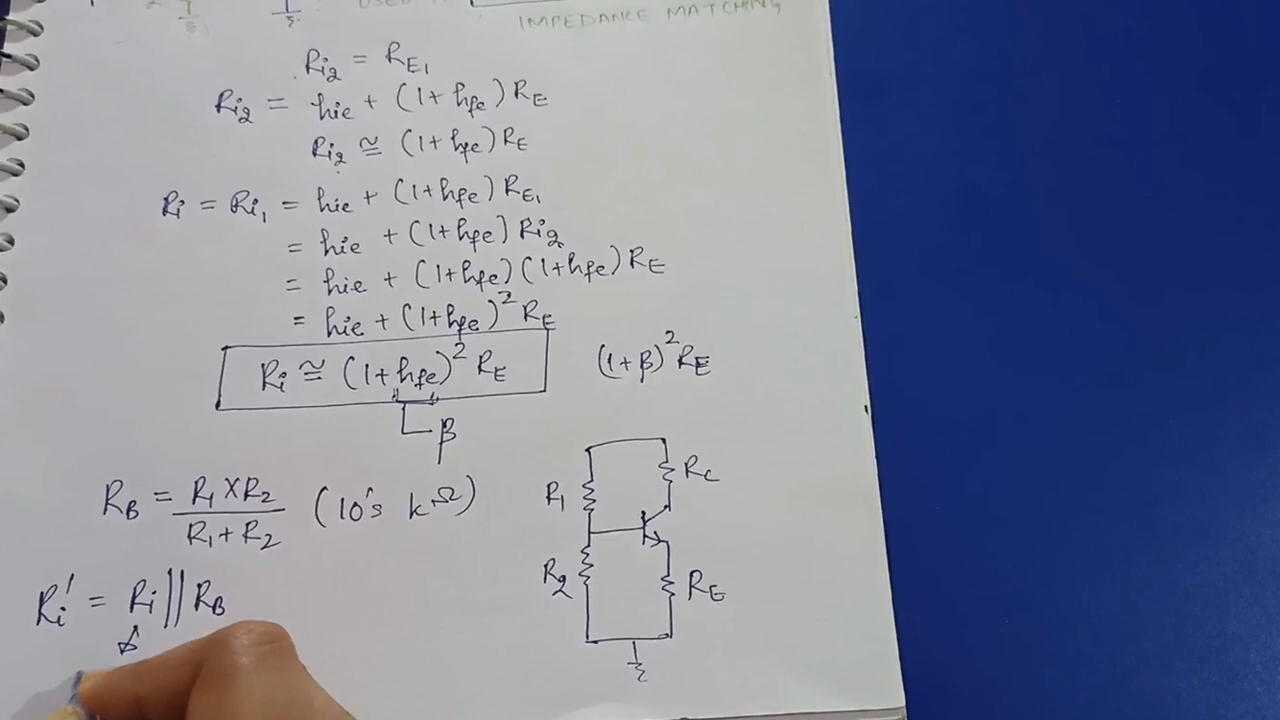 USED
IMPEDANCE MATCHING
Ri2 = RE1
Ri2 = hie + (1+hfe) RE
Ri2 ≅ (1+hfe) RE
Ri = Ri1 = hie + (1+hfe) RE1
= hie + (1+hfe) Ri2
= hie + (1+hfe)(1+hfe) RE
= hie + (1+hfe)² RE
Ri ≅ (1+hfe)² RE
(1+β)² RE
β
RB = R1 X R2 / R1 + R2 (10's kΩ)
Ri' = Ri || RB
R1
RC
R2
RE